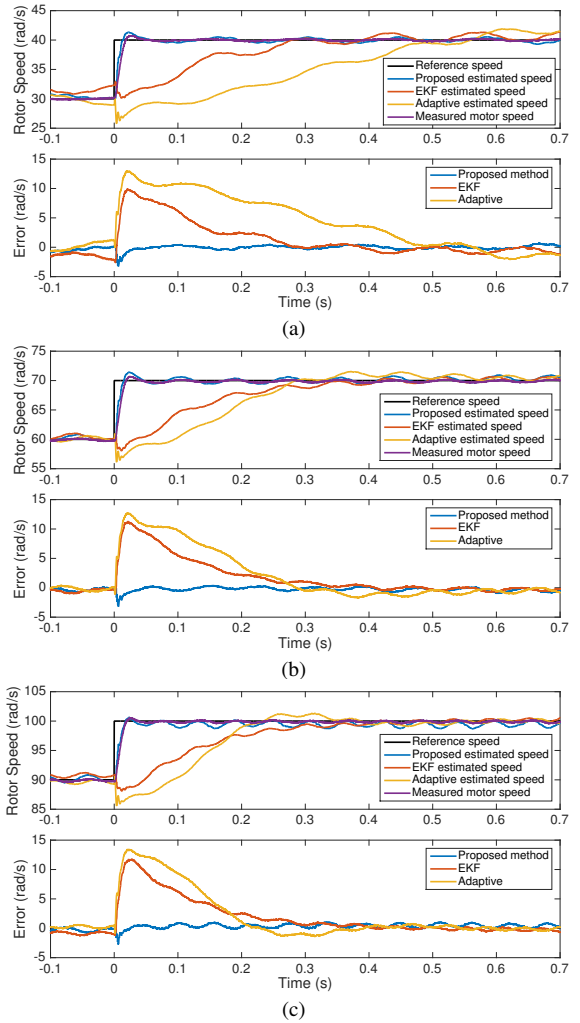 Rotor Speed (rad/s)
45
40
35
30
25
Reference speed
Proposed estimated speed
EKF estimated speed
Adaptive estimated speed
Measured motor speed
-0.1 0 0.1 0.2 0.3 0.4 0.5 0.6 0.7
Error (rad/s)
15
10
5
0
-5
Proposed method
EKF
Adaptive
-0.1 0 0.1 0.2 0.3 0.4 0.5 0.6 0.7
Time (s)
(a)
Rotor Speed (rad/s)
75
70
65
60
55
Reference speed
Proposed estimated speed
EKF estimated speed
Adaptive estimated speed
Measured motor speed
-0.1 0 0.1 0.2 0.3 0.4 0.5 0.6 0.7
Error (rad/s)
15
10
5
0
-5
Proposed method
EKF
Adaptive
-0.1 0 0.1 0.2 0.3 0.4 0.5 0.6 0.7
Time (s)
(b)
Rotor Speed (rad/s)
105
100
95
90
85
Reference speed
Proposed estimated speed
EKF estimated speed
Adaptive estimated speed
Measured motor speed
-0.1 0 0.1 0.2 0.3 0.4 0.5 0.6 0.7
Error (rad/s)
15
10
5
0
-5
Proposed method
EKF
Adaptive
-0.1 0 0.1 0.2 0.3 0.4 0.5 0.6 0.7
Time (s)
(c)